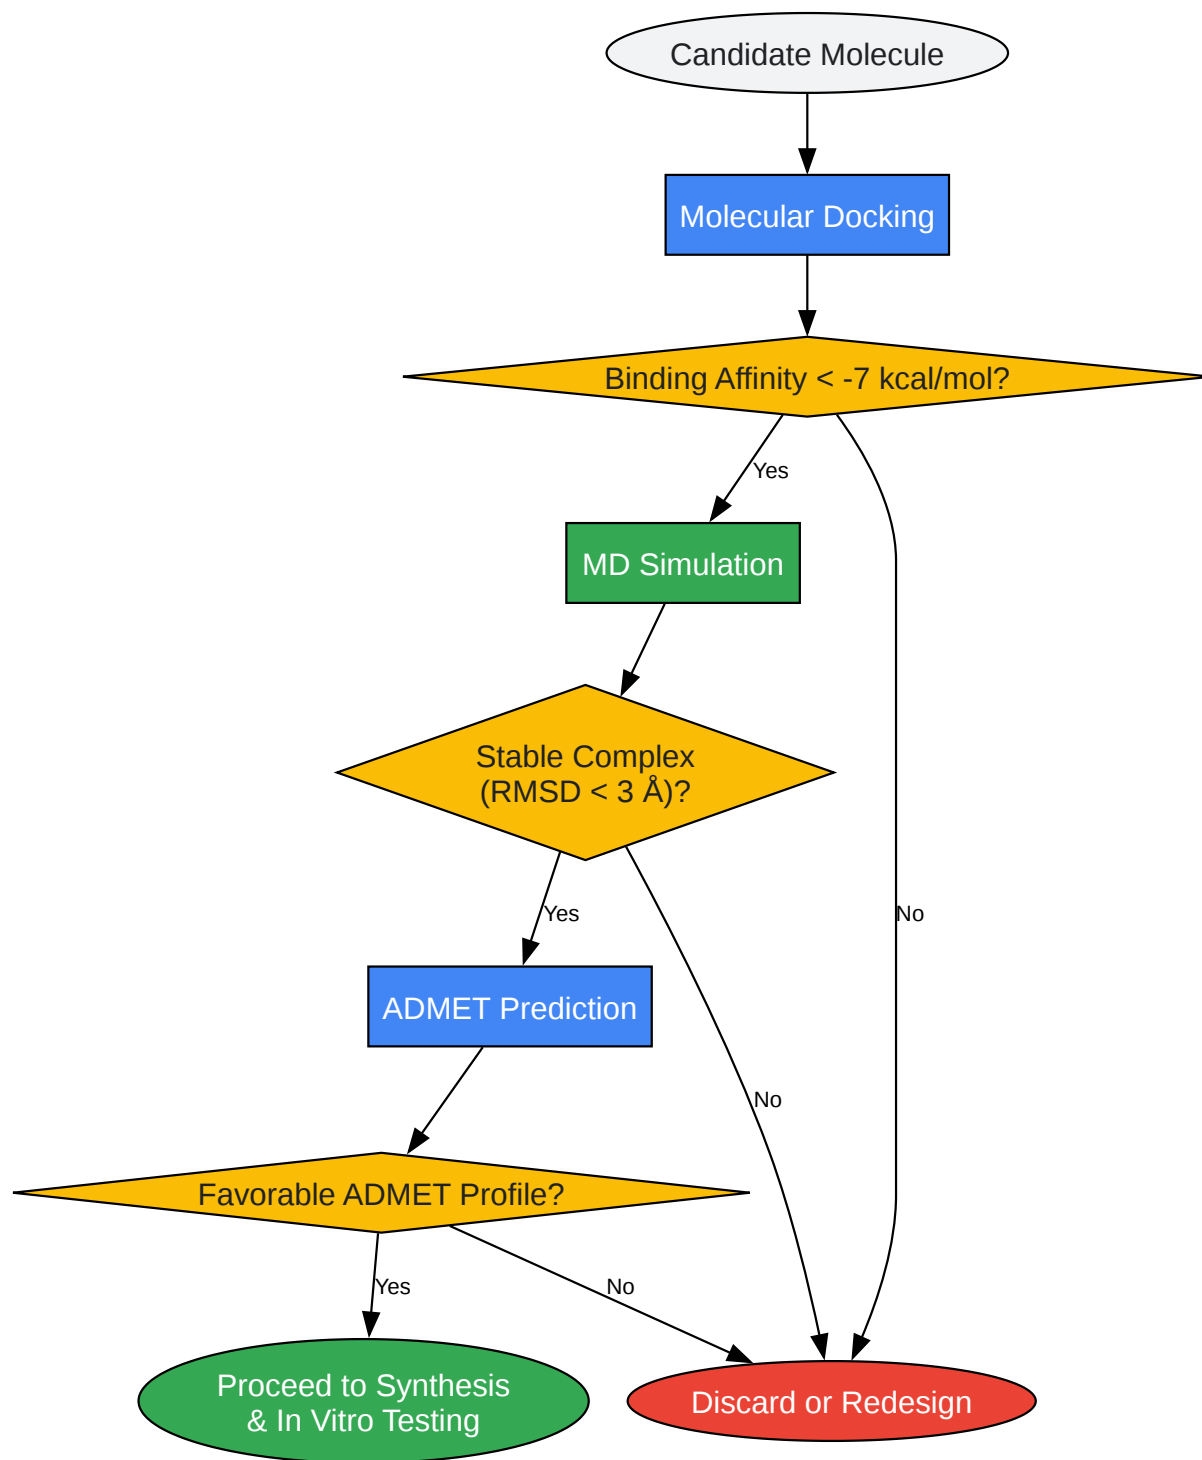 Candidate Molecule
Molecular Docking
Binding Affinity < -7 kcal/mol?
Yes
MD Simulation
Stable Complex
(RMSD < 3 Å)?
Yes
No
ADMET Prediction
No
Favorable ADMET Profile?
Yes
No
Proceed to Synthesis
& In Vitro Testing
Discard or Redesign